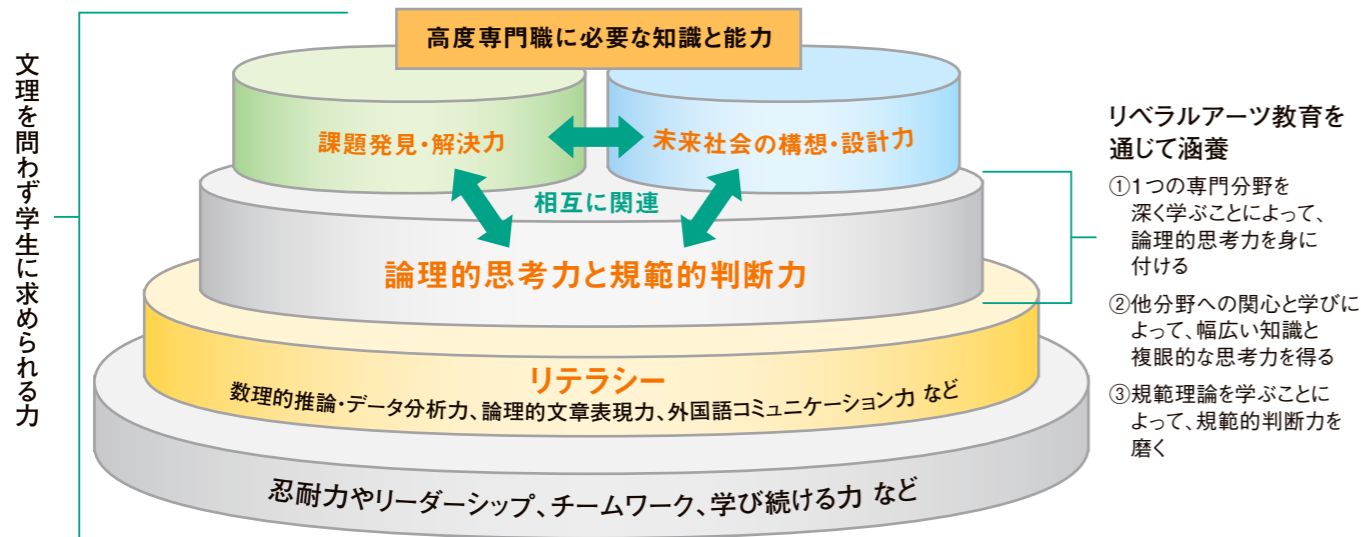 文理を問わず学生に求められる力
高度専門職に必要な知識と能力
課題発見・解決力
未来社会の構想・設計力
相互に関連
論理的思考力と規範的判断力
リテラシー
数理的推論・データ分析力、論理的文章表現力、外国語コミュニケーション力 など
忍耐力やリーダーシップ、チームワーク、学び続ける力 など
リベラルアーツ教育を
通じて涵養
①1つの専門分野を
深く学ぶことによって、
論理的思考力を身に
付ける
②他分野への関心と学びに
よって、幅広い知識と
複眼的な思考力を得る
③規範理論を学ぶことに
よって、規範的判断力を
磨く